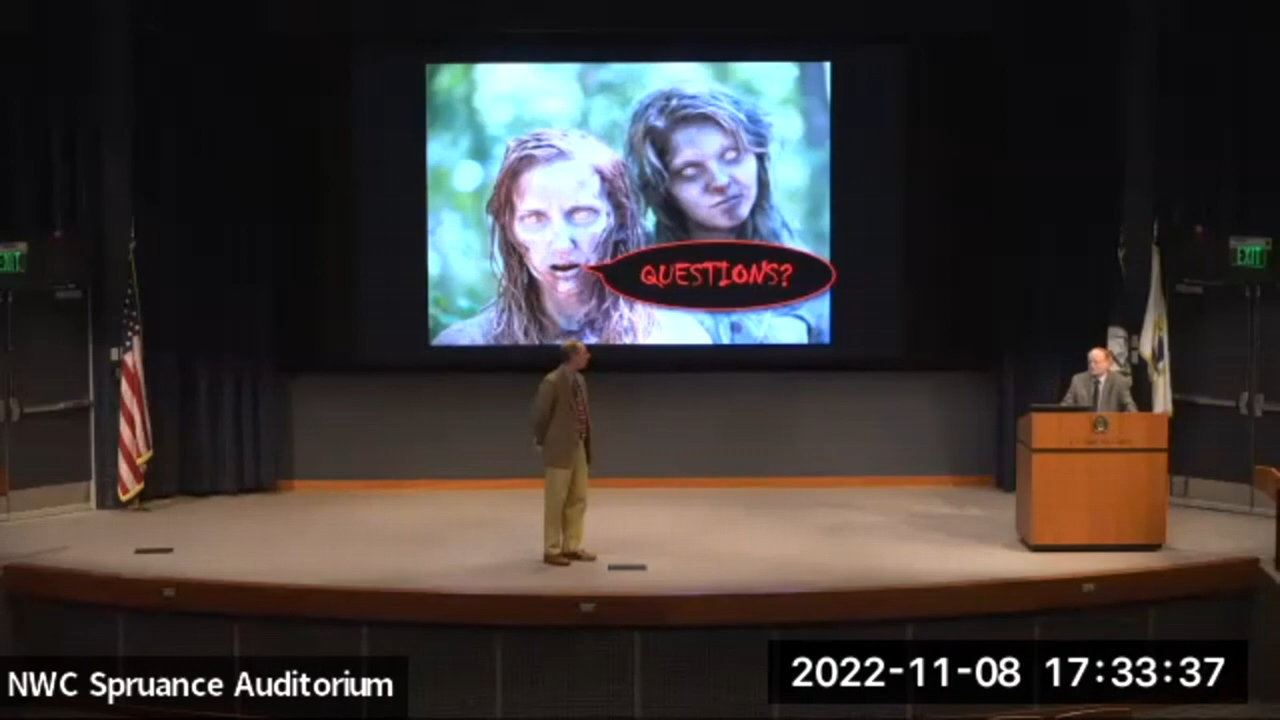 QUESTIONS?
EXIT
EXIT
NWC Spruance Auditorium
2022-11-08 17:33:37